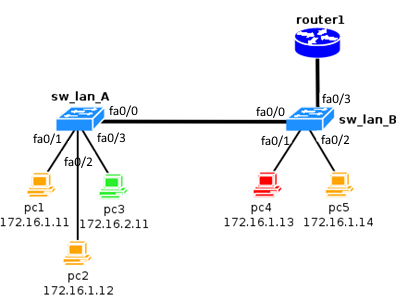 router1
sw_lan_A
fa0/0
fa0/0
fa0/3
sw_lan_B
fa0/1
fa0/3
fa0/2
fa0/1
fa0/2
pc1
172.16.1.11
pc3
172.16.2.11
pc4
172.16.1.13
pc5
172.16.1.14
pc2
172.16.1.12